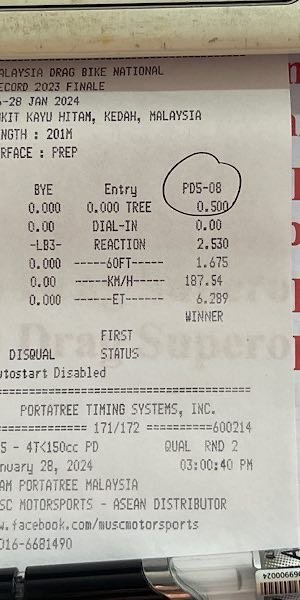 ALAYSIA DRAG BIKE NATIONAL
ECORD 2023 FINALE
-28 JAN 2024
KIT KAYU HITAM, KEDAH, MALAYSIA
NGTH : 201M
RFACE : PREP
BYE Entry PD5-08
0.000 0.000 TREE 0.500
0.00 DIAL-IN 0.00
-LB3- REACTION 2.530
0.000 -----60FT----- 1.675
0.00 -----KM/H----- 187.54
0.000 ------ET------ 6.289
WINNER
FIRST
DISQUAL STATUS
utostart Disabled
PORTATREE TIMING SYSTEMS, INC.
============ 171/172 ==========600214
5 - 4T<150cc PD QUAL RND 2
nuary 28, 2024 03:00:40 PM
AM PORTATREE MALAYSIA
SC MOTORSPORTS - ASEAN DISTRIBUTOR
w.facebook.com/muscmotorsports
016-6681490